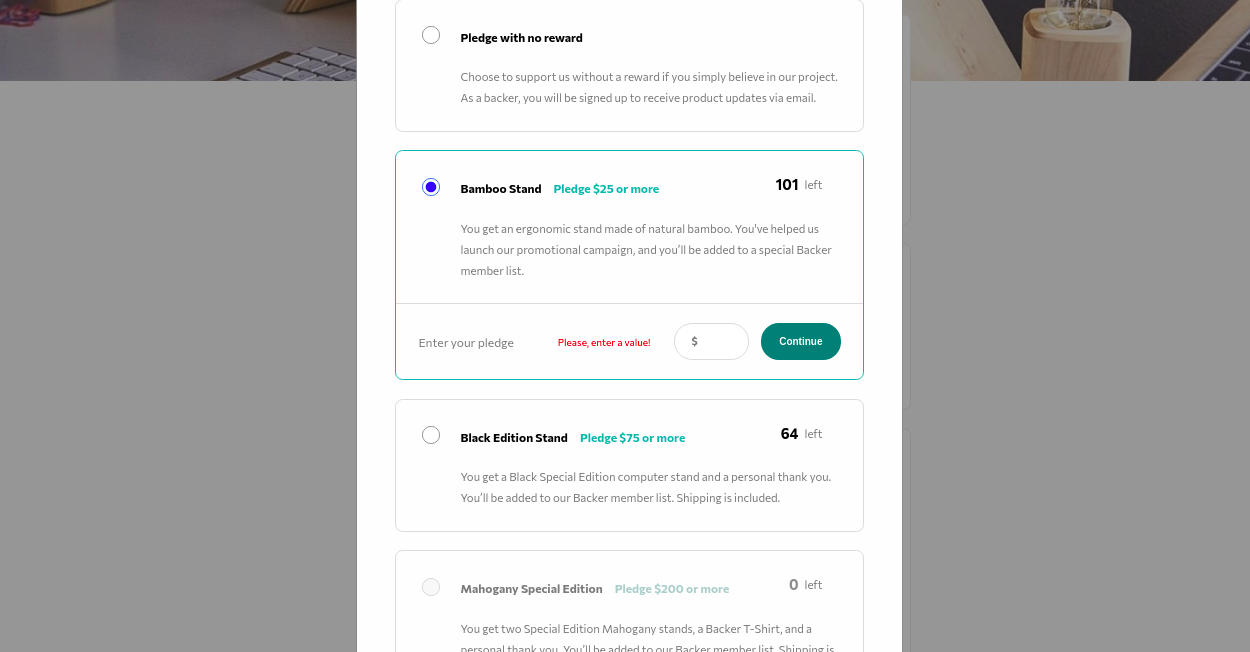 Pledge with no reward
Choose to support us without a reward if you simply believe in our project.
As a backer, you will be signed up to receive product updates via email.
Bamboo Stand Pledge $25 or more 101 left
You get an ergonomic stand made of natural bamboo. You've helped us
launch our promotional campaign, and you’ll be added to a special Backer
member list.
Enter your pledge Please, enter a value! $ Continue
Black Edition Stand Pledge $75 or more 64 left
You get a Black Special Edition computer stand and a personal thank you.
You’ll be added to our Backer member list. Shipping is included.
Mahogany Special Edition Pledge $200 or more 0 left
You get two Special Edition Mahogany stands, a Backer T-Shirt, and a
personal thank you. You’ll be added to our Backer member list. Shipping is